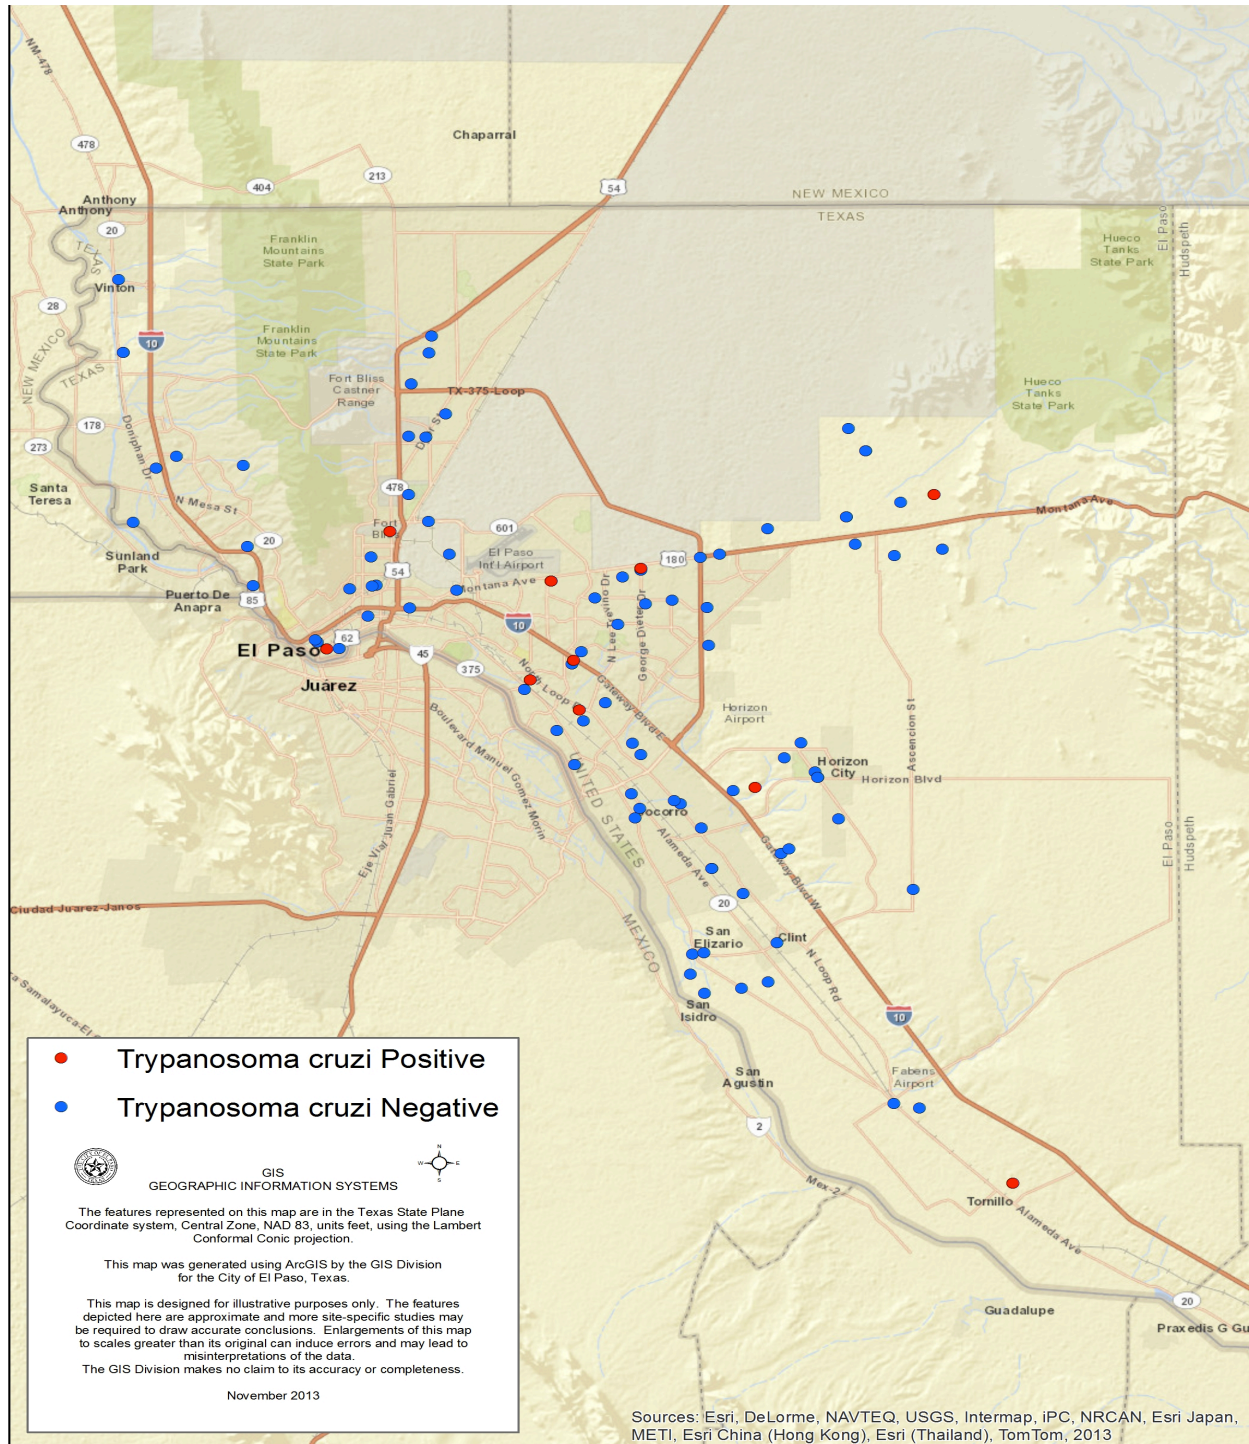 NM-478
Chaparral
478
213
404
54
NEW MEXICO
TEXAS
Anthony
Anthony
20
TEXAS
Franklin
Mountains
State Park
Hueco
Tanks
State Park
El Paso
Hudspeth
Vinton
28
10
Franklin
Mountains
State Park
NEW MEXICO
TEXAS
Fort Bliss
Castner
Range
TX-375-Loop
Hueco
Tanks
State Park
178
Doniphan Dr
273
Santa
Teresa
N Mesa St
478
Fort
601
Montana Ave
20
Sunland
Park
El Paso
Int'l Airport
180
54
Montana Ave
Puerto De
Anapra
85
N Lee Trevino Dr
George Dieter Dr
10
62
El Paso
45
Juárez
375
North Loop
Gateway Blvd E
Horizon
Airport
Ascencion St
Boulevard Manuel Gomez Morin
UNITED STATES
Horizon
City
Horizon Blvd
Eje Vial Juan Gabriel
Socorro
Alameda Ave
Gateway Blvd W
El Paso
Hudspeth
Ciudad Juarez-Janos
20
MEXICO
San
Elizario
Clint
N Loop Rd
San
Isidro
10
San
Agustin
Fabens
Airport
2
Mex-2
Tornillo
Alameda Ave
20
Guadalupe
Praxedis G Gu
Trypanosoma cruzi Positive
Trypanosoma cruzi Negative
N
W
E
S
GIS
GEOGRAPHIC INFORMATION SYSTEMS
The features represented on this map are in the Texas State Plane
Coordinate system, Central Zone, NAD 83, units feet, using the Lambert
Conformal Conic projection.
This map was generated using ArcGIS by the GIS Division
for the City of El Paso, Texas.
This map is designed for illustrative purposes only. The features
depicted here are approximate and more site-specific studies may
be required to draw accurate conclusions. Enlargements of this map
to scales greater than its original can induce errors and may lead to
misinterpretations of the data.
The GIS Division makes no claim to its accuracy or completeness.
November 2013
Sources: Esri, DeLorme, NAVTEQ, USGS, Intermap, iPC, NRCAN, Esri Japan,
METI, Esri China (Hong Kong), Esri (Thailand), TomTom, 2013